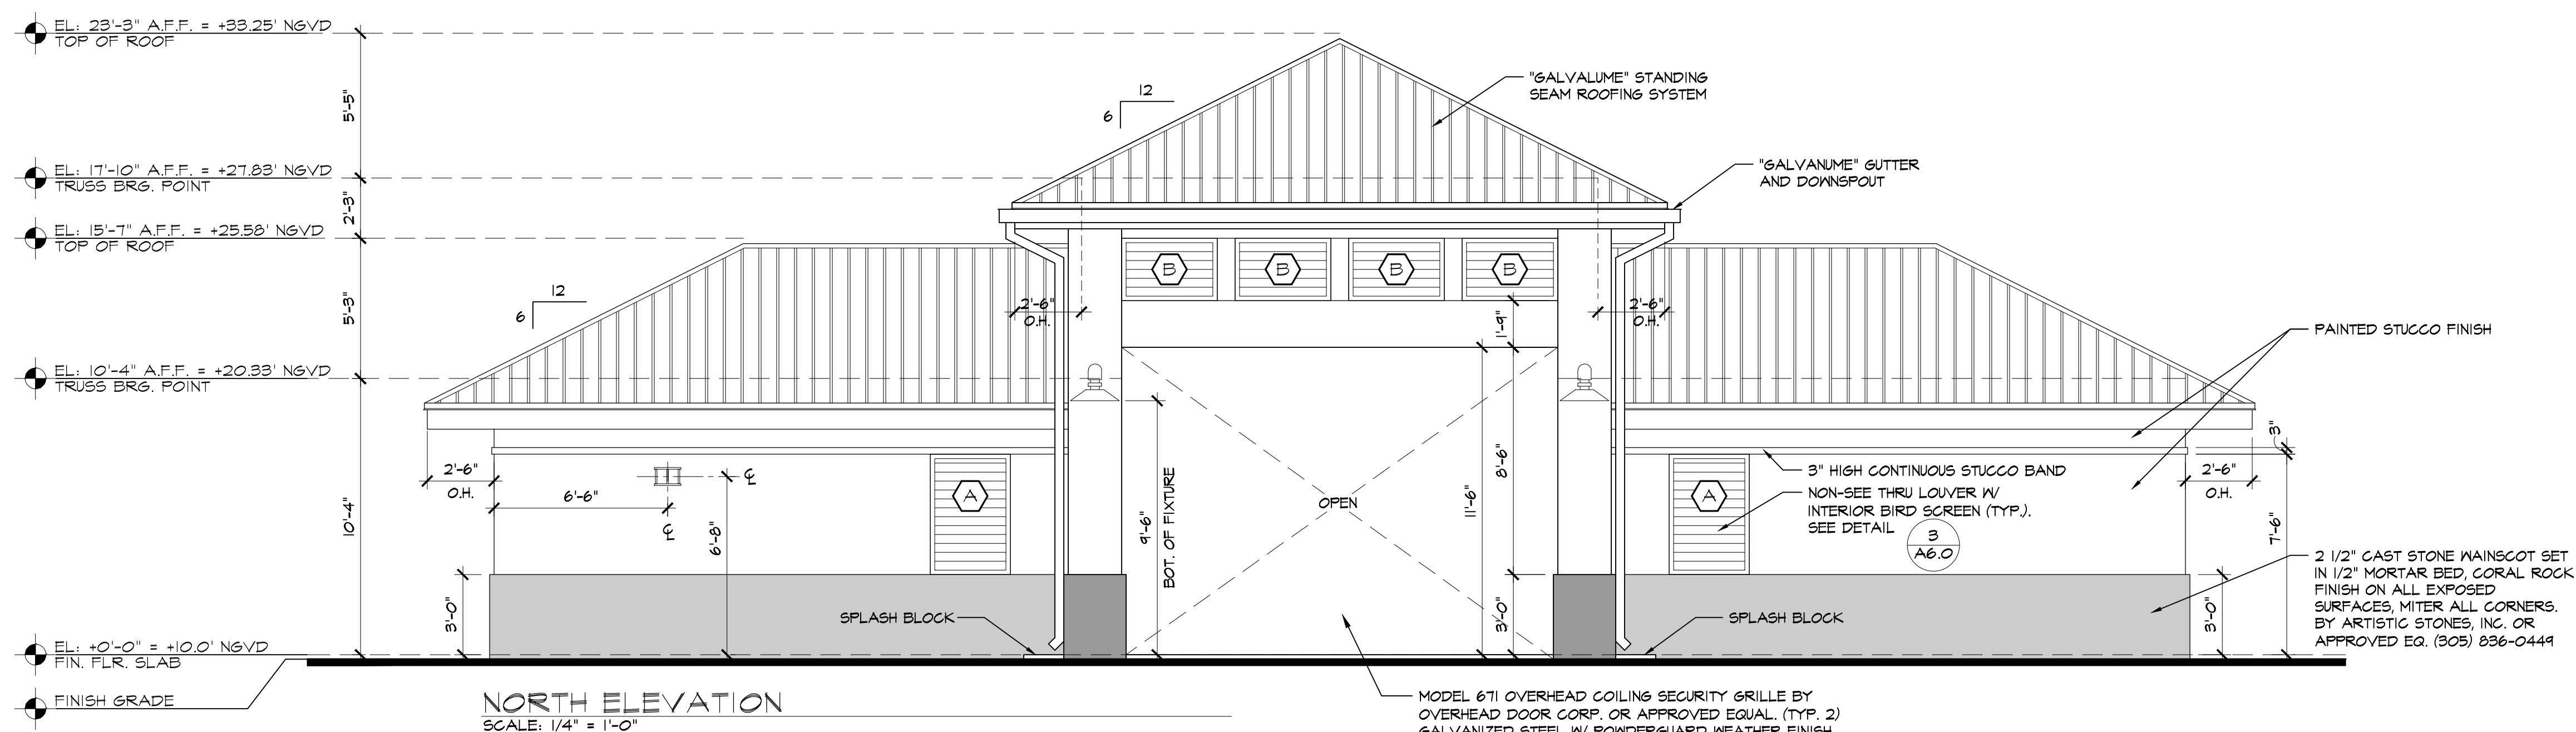 EL: 23'-3" A.F.F. = +33.25' NGVD
TOP OF ROOF
5'-5"
EL: 17'-10" A.F.F. = +27.83' NGVD
TRUSS BRG. POINT
2'-3"
EL: 15'-7" A.F.F. = +25.58' NGVD
TOP OF ROOF
5'-3"
EL: 10'-4" A.F.F. = +20.33' NGVD
TRUSS BRG. POINT
10'-4"
EL: +0'-0" = +10.0' NGVD
FIN. FLR. SLAB
FINISH GRADE
12
6
12
6
"GALVALUME" STANDING
SEAM ROOFING SYSTEM
"GALVANUME" GUTTER
AND DOWNSPOUT
B
B
B
B
2'-6"
O.H.
2'-6"
O.H.
1'-9"
PAINTED STUCCO FINISH
2'-6"
O.H.
6'-6"
℄
℄
6'-8"
A
9'-6"
BOT. OF FIXTURE
OPEN
11'-6"
8'-6"
3'-0"
A
3" HIGH CONTINUOUS STUCCO BAND
NON-SEE THRU LOUVER W/
INTERIOR BIRD SCREEN (TYP.).
SEE DETAIL
3
A6.0
2'-6"
O.H.
3"
7'-6"
3'-0"
3'-0"
2 1/2" CAST STONE WAINSCOT SET
IN 1/2" MORTAR BED, CORAL ROCK
FINISH ON ALL EXPOSED
SURFACES, MITER ALL CORNERS.
BY ARTISTIC STONES, INC. OR
APPROVED EQ. (305) 836-0449
SPLASH BLOCK
SPLASH BLOCK
NORTH ELEVATION
SCALE: 1/4" = 1'-0"
MODEL 671 OVERHEAD COILING SECURITY GRILLE BY
OVERHEAD DOOR CORP. OR APPROVED EQUAL. (TYP. 2)
GALVANIZED STEEL W/ POWDERGUARD WEATHER FINISH